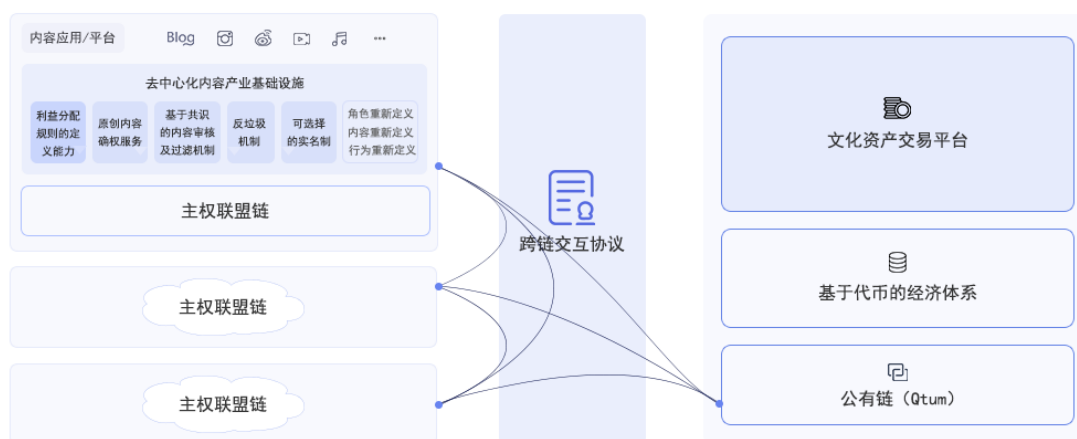 内容应用/平台
Blog
去中心化内容产业基础设施
利益分配
规则的定
义能力
原创内容
确权服务
基于共识
的内容审核
及过滤机制
反垃圾
机制
可选择
的实名制
角色重新定义
内容重新定义
行为重新定义
主权联盟链
主权联盟链
主权联盟链
跨链交互协议
文化资产交易平台
基于代币的经济体系
公有链（Qtum）